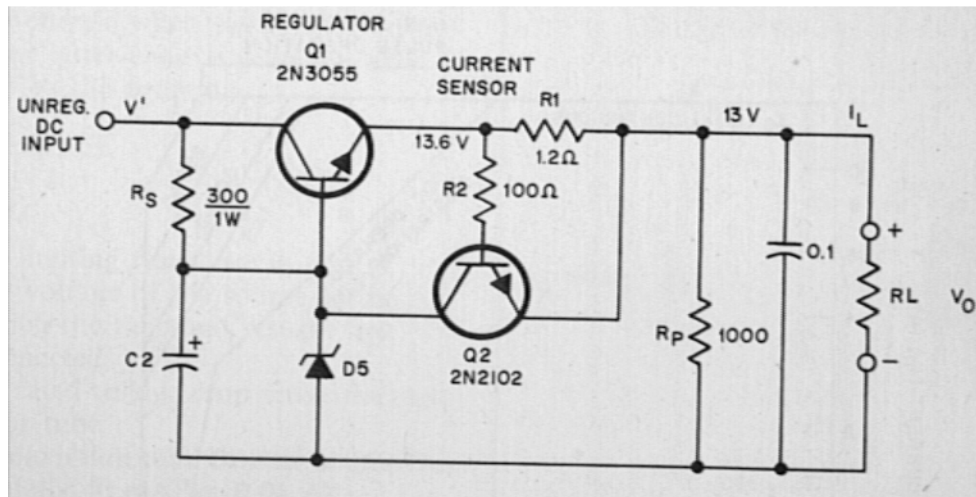 REGULATOR
Q1
2N3055
CURRENT
SENSOR
UNREG.
DC
INPUT
V'
R1
13.6 V
1.2Ω
13 V
IL
RS
300
1W
R2
100Ω
+
0.1
RL
VO
RP
1000
C2
+
D5
Q2
2N2102
−